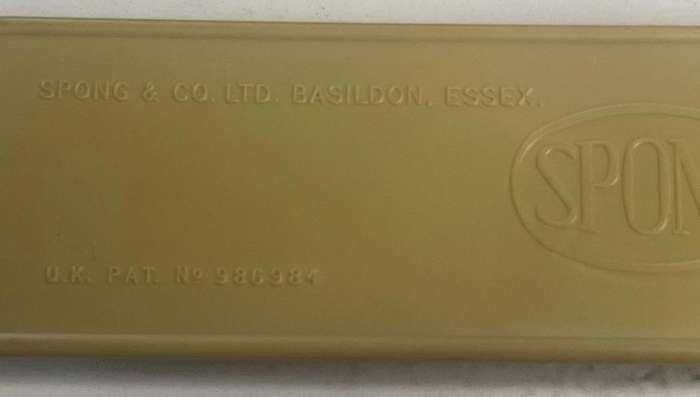 SPONG & CO. LTD. BASILDON, ESSEX.
SPON
U.K. PAT. Nº 986984